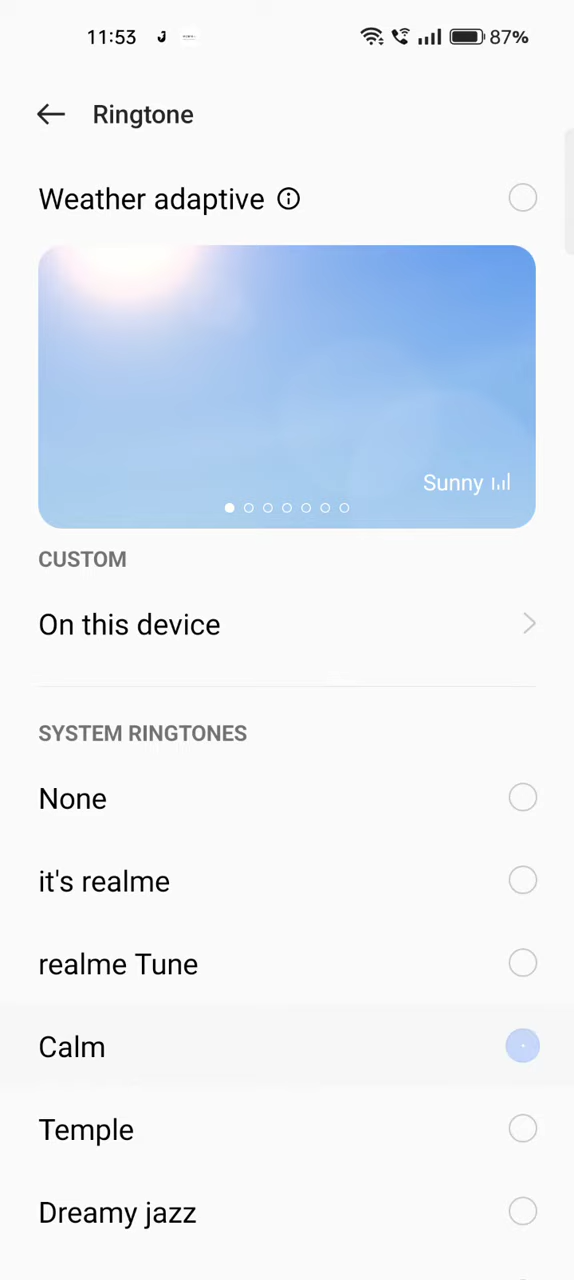 11:53 87%
Ringtone
Weather adaptive
Sunny
CUSTOM
On this device
SYSTEM RINGTONES
None
it's realme
realme Tune
Calm
Temple
Dreamy jazz